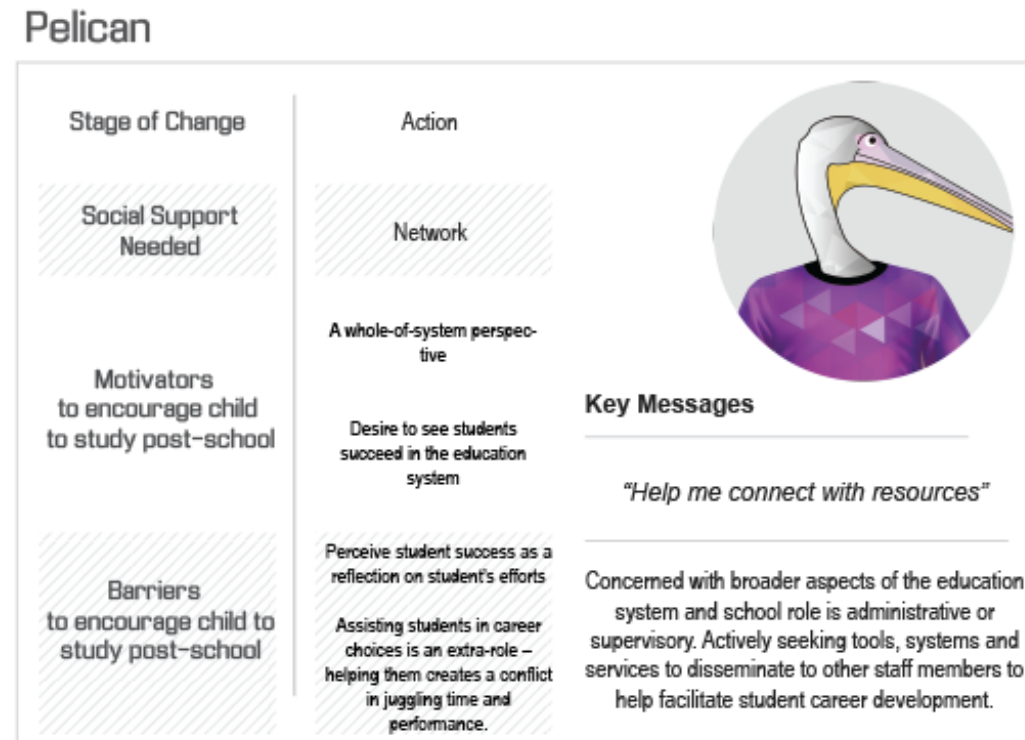 Pelican
Stage of Change
Action
Social Support
Needed
Network
Motivators
to encourage child
to study post-school
A whole-of-system perspec-
tive
Desire to see students
succeed in the education
system
Barriers
to encourage child to
study post-school
Perceive student success as a
reflection on student's efforts
Assisting students in career
choices is an extra-role –
helping them creates a conflict
in juggling time and
performance.
Key Messages
“Help me connect with resources”
Concerned with broader aspects of the education
system and school role is administrative or
supervisory. Actively seeking tools, systems and
services to disseminate to other staff members to
help facilitate student career development.